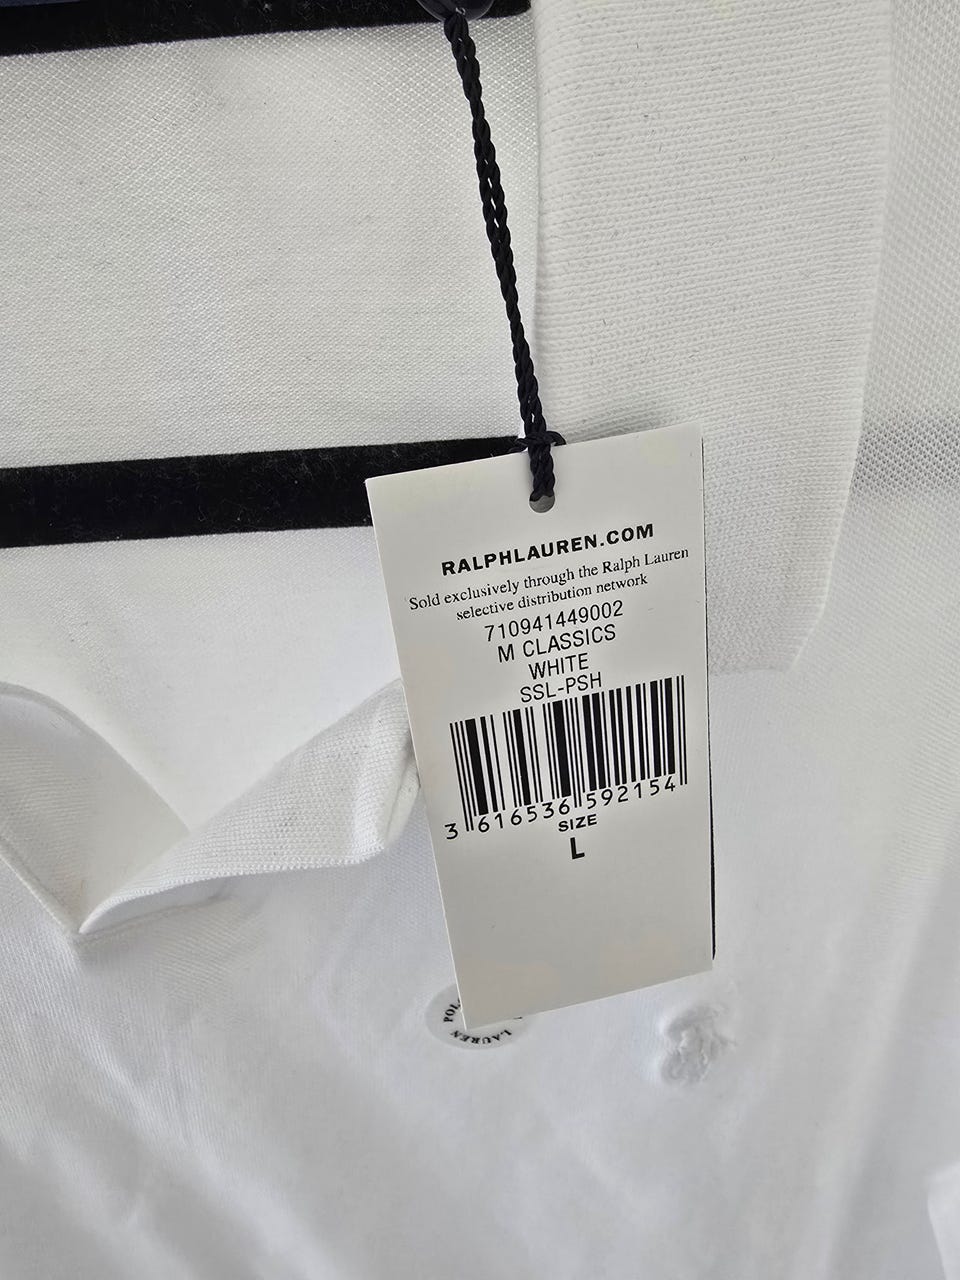 RALPHLAUREN.COM
Sold exclusively through the Ralph Lauren
selective distribution network
710941449002
M CLASSICS
WHITE
SSL-PSH
3 616536 592154
SIZE
L
LAUREN